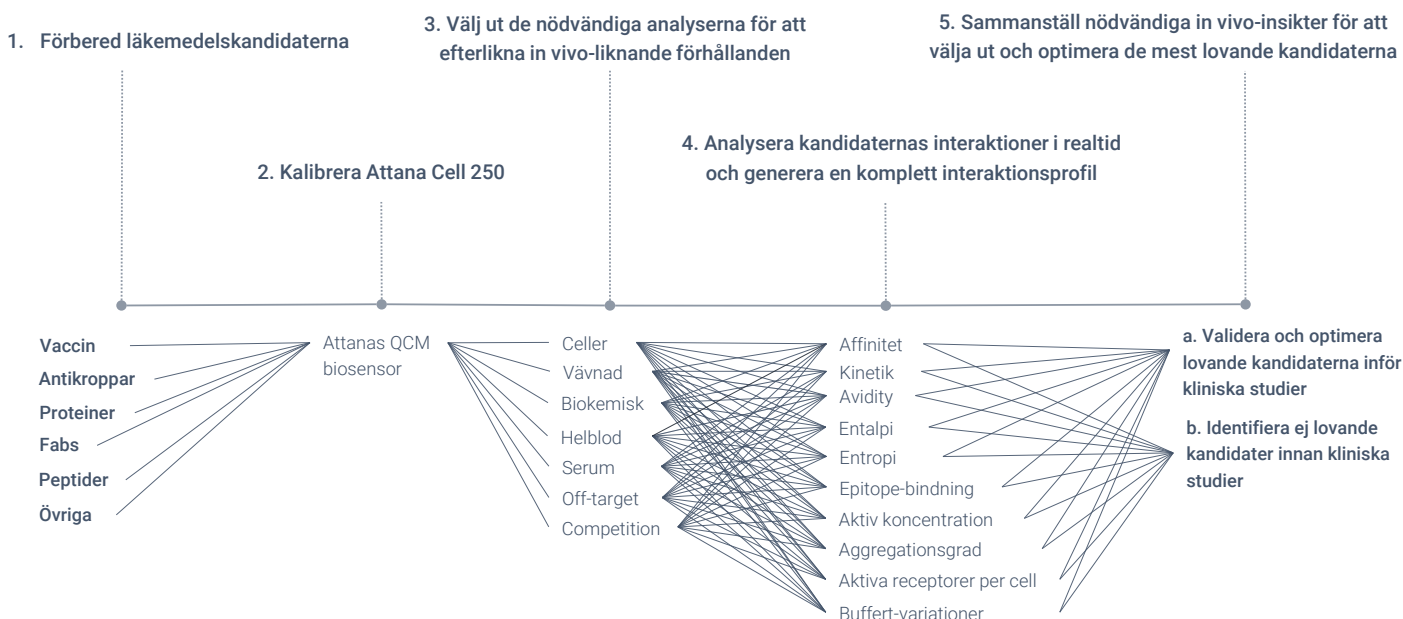 1. Förbered läkemedelskandidaterna
3. Välj ut de nödvändiga analyserna för att
efterlikna in vivo-liknande förhållanden
5. Sammanställ nödvändiga in vivo-insikter för att
välja ut och optimera de mest lovande kandidaterna
2. Kalibrera Attana Cell 250
4. Analysera kandidaternas interaktioner i realtid
och generera en komplett interaktionsprofil
Vaccin
Antikroppar
Proteiner
Fabs
Peptider
Övriga
Attanas QCM
biosensor
Celler
Vävnad
Biokemisk
Helblod
Serum
Off-target
Competition
Affinitet
Kinetik
Avidity
Entalpi
Entropi
Epitope-bindning
Aktiv koncentration
Aggregationsgrad
Aktiva receptorer per cell
Buffert-variationer
a. Validera och optimera
lovande kandidaterna inför
kliniska studier
b. Identifiera ej lovande
kandidater innan kliniska
studier